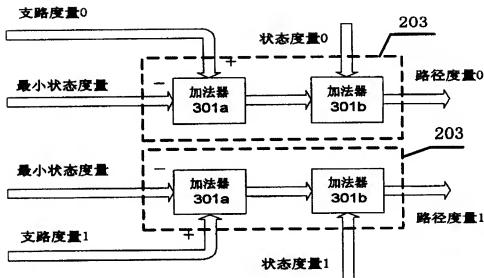 支路度量0
状态度量0
203
+
路径度量0
最小状态度量
−
加法器
301a
加法器
301b
203
最小状态度量
−
加法器
301a
加法器
301b
+
路径度量1
支路度量1
状态度量1